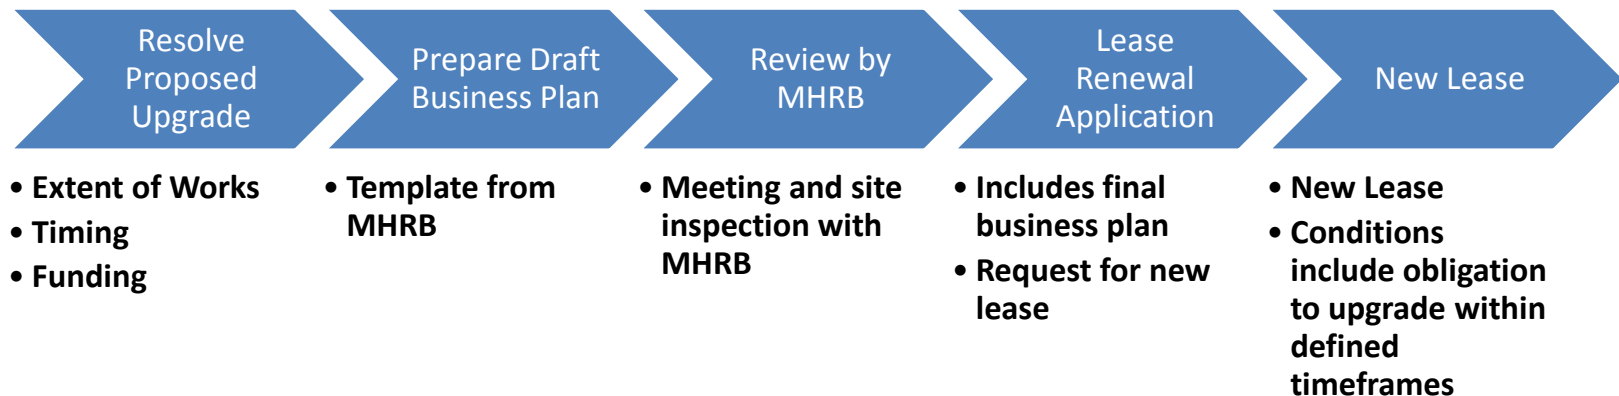 Resolve
Proposed
Upgrade
• Extent of Works
• Timing
• Funding
Prepare Draft
Business Plan
• Template from
MHRB
Review by
MHRB
• Meeting and site
inspection with
MHRB
Lease
Renewal
Application
• Includes final
business plan
• Request for new
lease
New Lease
• New Lease
• Conditions
include obligation
to upgrade within
defined
timeframes